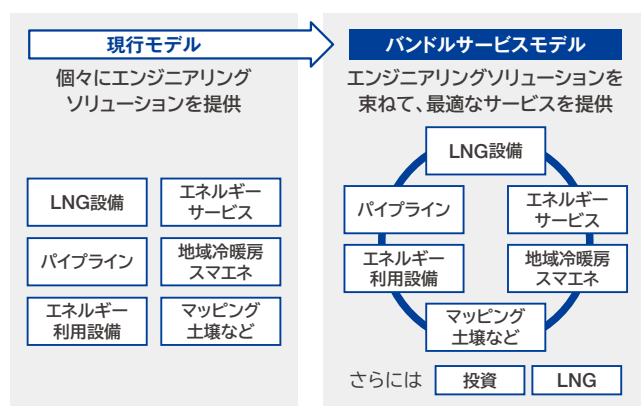 現行モデル
個々にエンジニアリング
ソリューションを提供
LNG設備
エネルギー
サービス
パイプライン
地域冷暖房
スマエネ
エネルギー
利用設備
マッピング
土壌など
バンドルサービスモデル
エンジニアリングソリューションを
束ねて、最適なサービスを提供
LNG設備
パイプライン
エネルギー
サービス
エネルギー
利用設備
地域冷暖房
スマエネ
マッピング
土壌など
さらには 投資 LNG